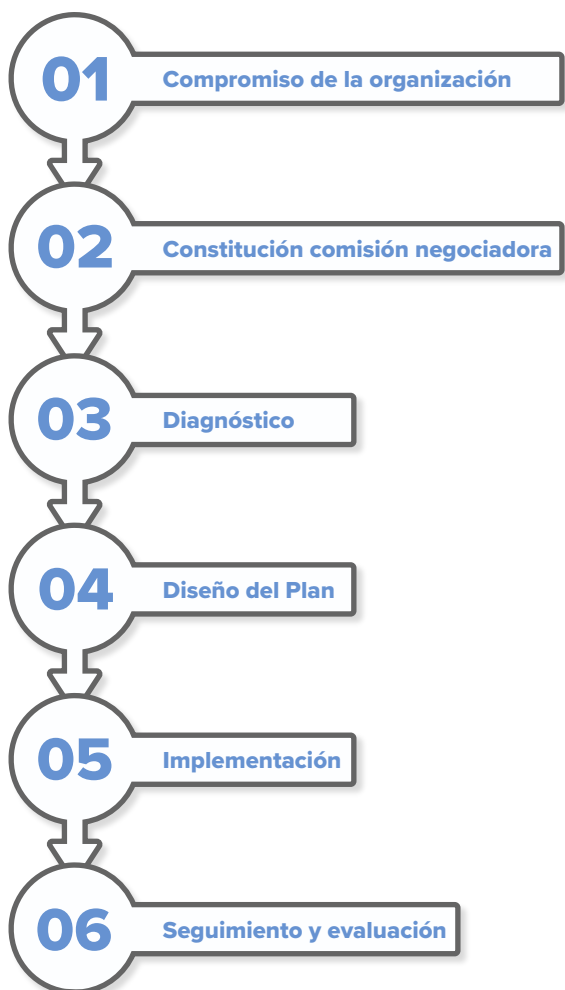 01 Compromiso de la organización
02 Constitución comisión negociadora
03 Diagnóstico
04 Diseño del Plan
05 Implementación
06 Seguimiento y evaluación